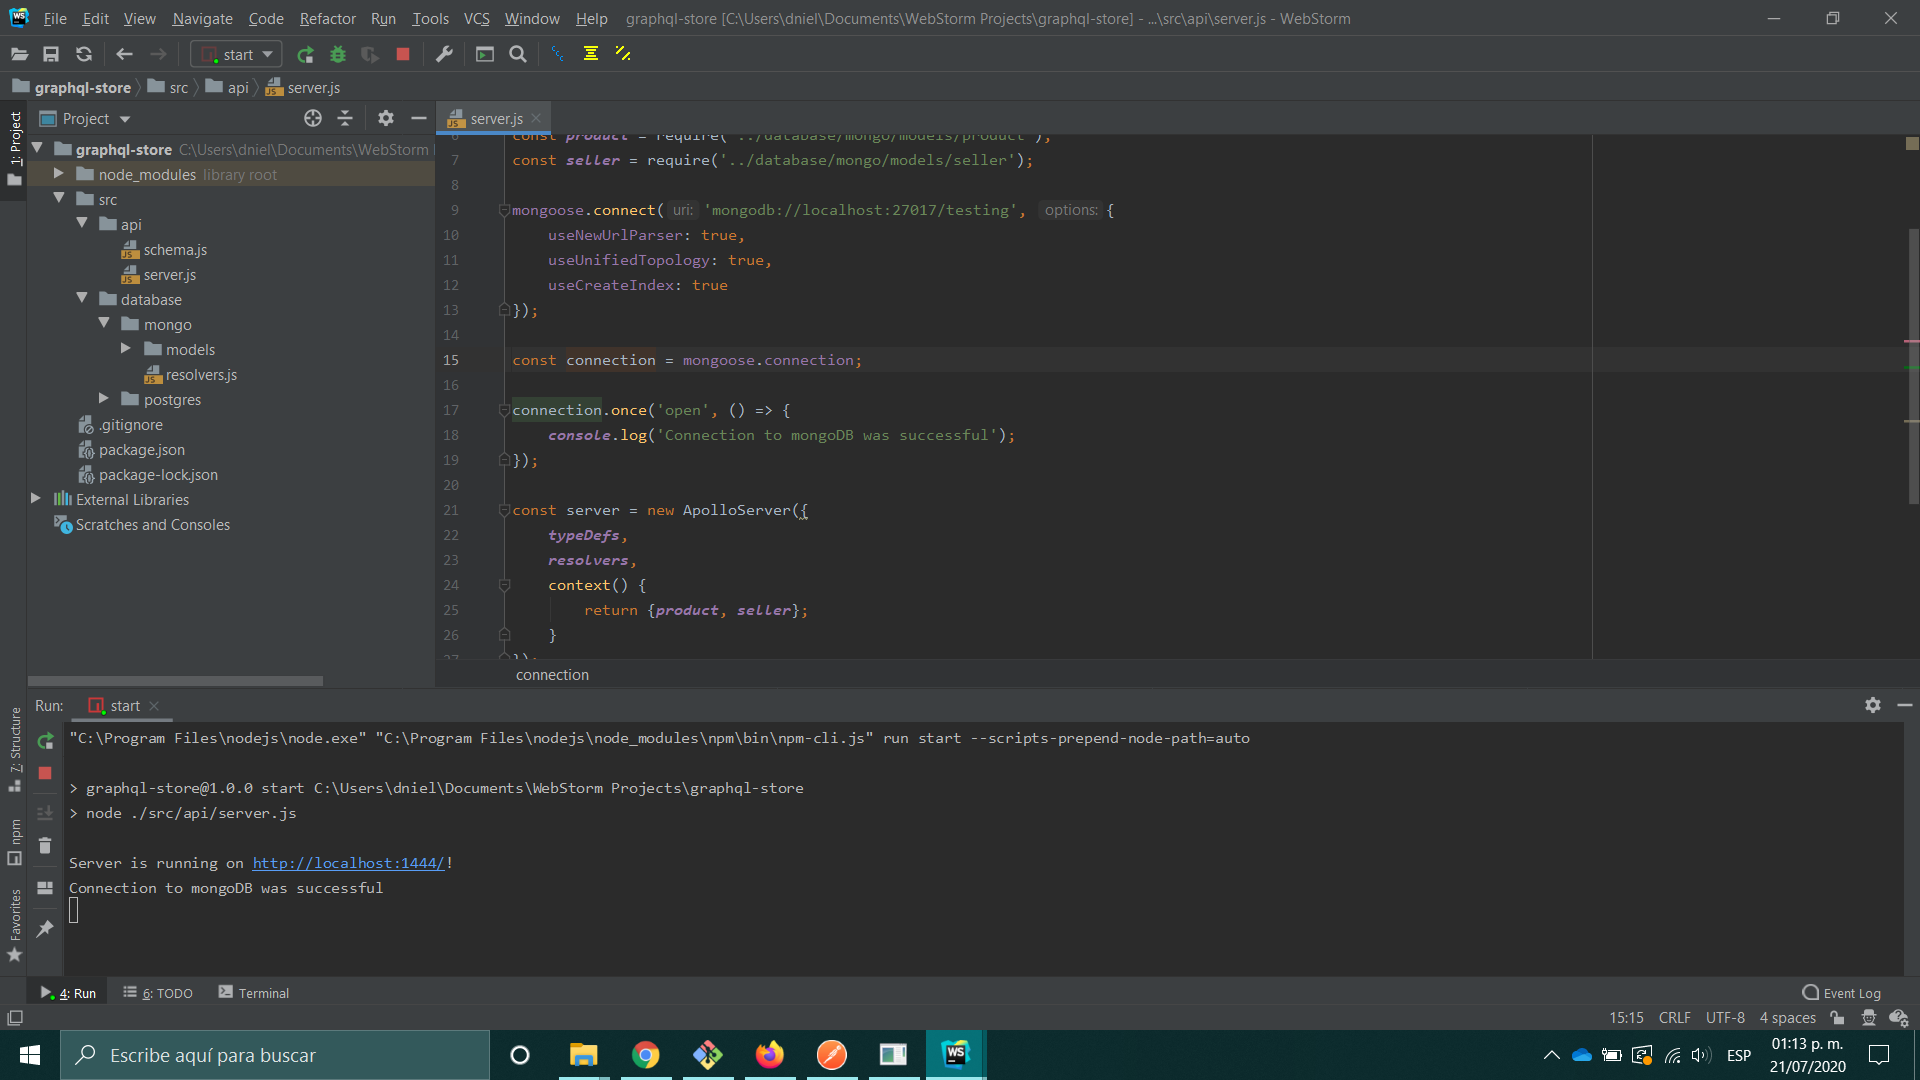 File Edit View Navigate Code Refactor Run Tools VCS Window Help graphql-store [C:\Users\dniel\Documents\WebStorm Projects\graphql-store] - ...\src\api\server.js - WebStorm
start
graphql-store src api server.js
1: Project
Project
server.js
graphql-store C:\Users\dniel\Documents\WebStorm
node_modules library root
src
api
schema.js
server.js
database
mongo
models
resolvers.js
postgres
.gitignore
package.json
package-lock.json
External Libraries
Scratches and Consoles
6 const product = require('../database/mongo/models/product');
7 const seller = require('../database/mongo/models/seller');
8
9 mongoose.connect( uri: 'mongodb://localhost:27017/testing', options: {
10 useNewUrlParser: true,
11 useUnifiedTopology: true,
12 useCreateIndex: true
13 });
14
15 const connection = mongoose.connection;
16
17 connection.once('open', () => {
18 console.log('Connection to mongoDB was successful');
19 });
20
21 const server = new ApolloServer({
22 typeDefs,
23 resolvers,
24 context() {
25 return {product, seller};
26 }
27 });
connection
Run: start
"C:\Program Files\nodejs\node.exe" "C:\Program Files\nodejs\node_modules\npm\bin\npm-cli.js" run start --scripts-prepend-node-path=auto
> graphql-store@1.0.0 start C:\Users\dniel\Documents\WebStorm Projects\graphql-store
> node ./src/api/server.js
Server is running on http://localhost:1444/!
Connection to mongoDB was successful
7: Structure
npm
Favorites
4: Run 6: TODO Terminal Event Log
15:15 CRLF UTF-8 4 spaces
Escribe aquí para buscar
WS
ESP
01:13 p. m.
21/07/2020